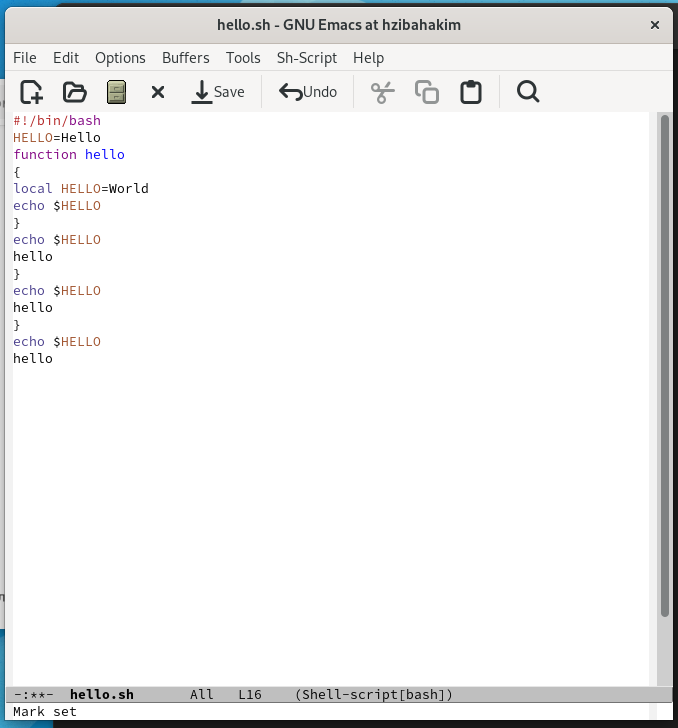 hello.sh - GNU Emacs at hzibahakim
File Edit Options Buffers Tools Sh-Script Help
Save Undo
#!/bin/bash
HELLO=Hello
function hello
{
local HELLO=World
echo $HELLO
}
echo $HELLO
hello
}
echo $HELLO
hello
}
echo $HELLO
hello
-:**- hello.sh All L16 (Shell-script[bash])
Mark set